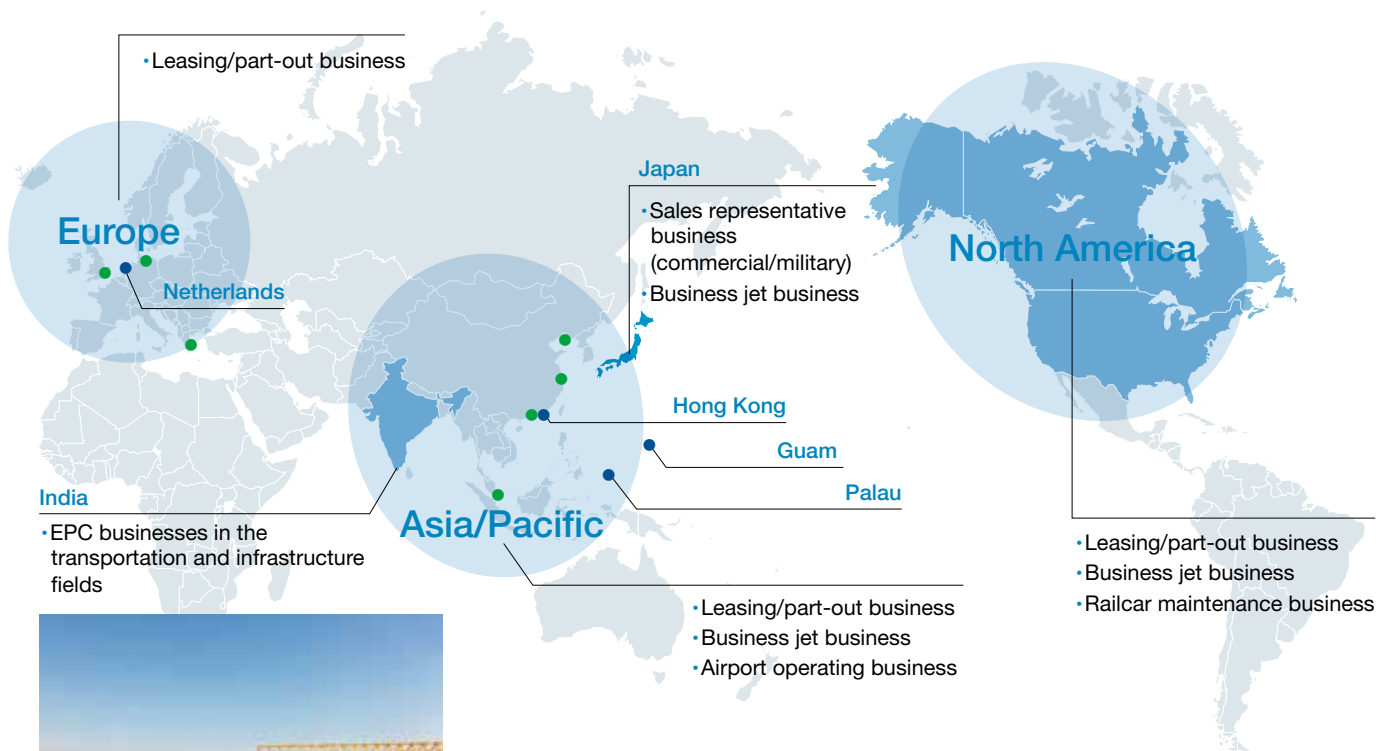 ・Leasing/part-out business
Europe
Netherlands
Japan
・Sales representative
business
(commercial/military)
・Business jet business
North America
Hong Kong
Guam
Palau
India
・EPC businesses in the
transportation and infrastructure
fields
Asia/Pacific
・Leasing/part-out business
・Business jet business
・Airport operating business
・Leasing/part-out business
・Business jet business
・Railcar maintenance business